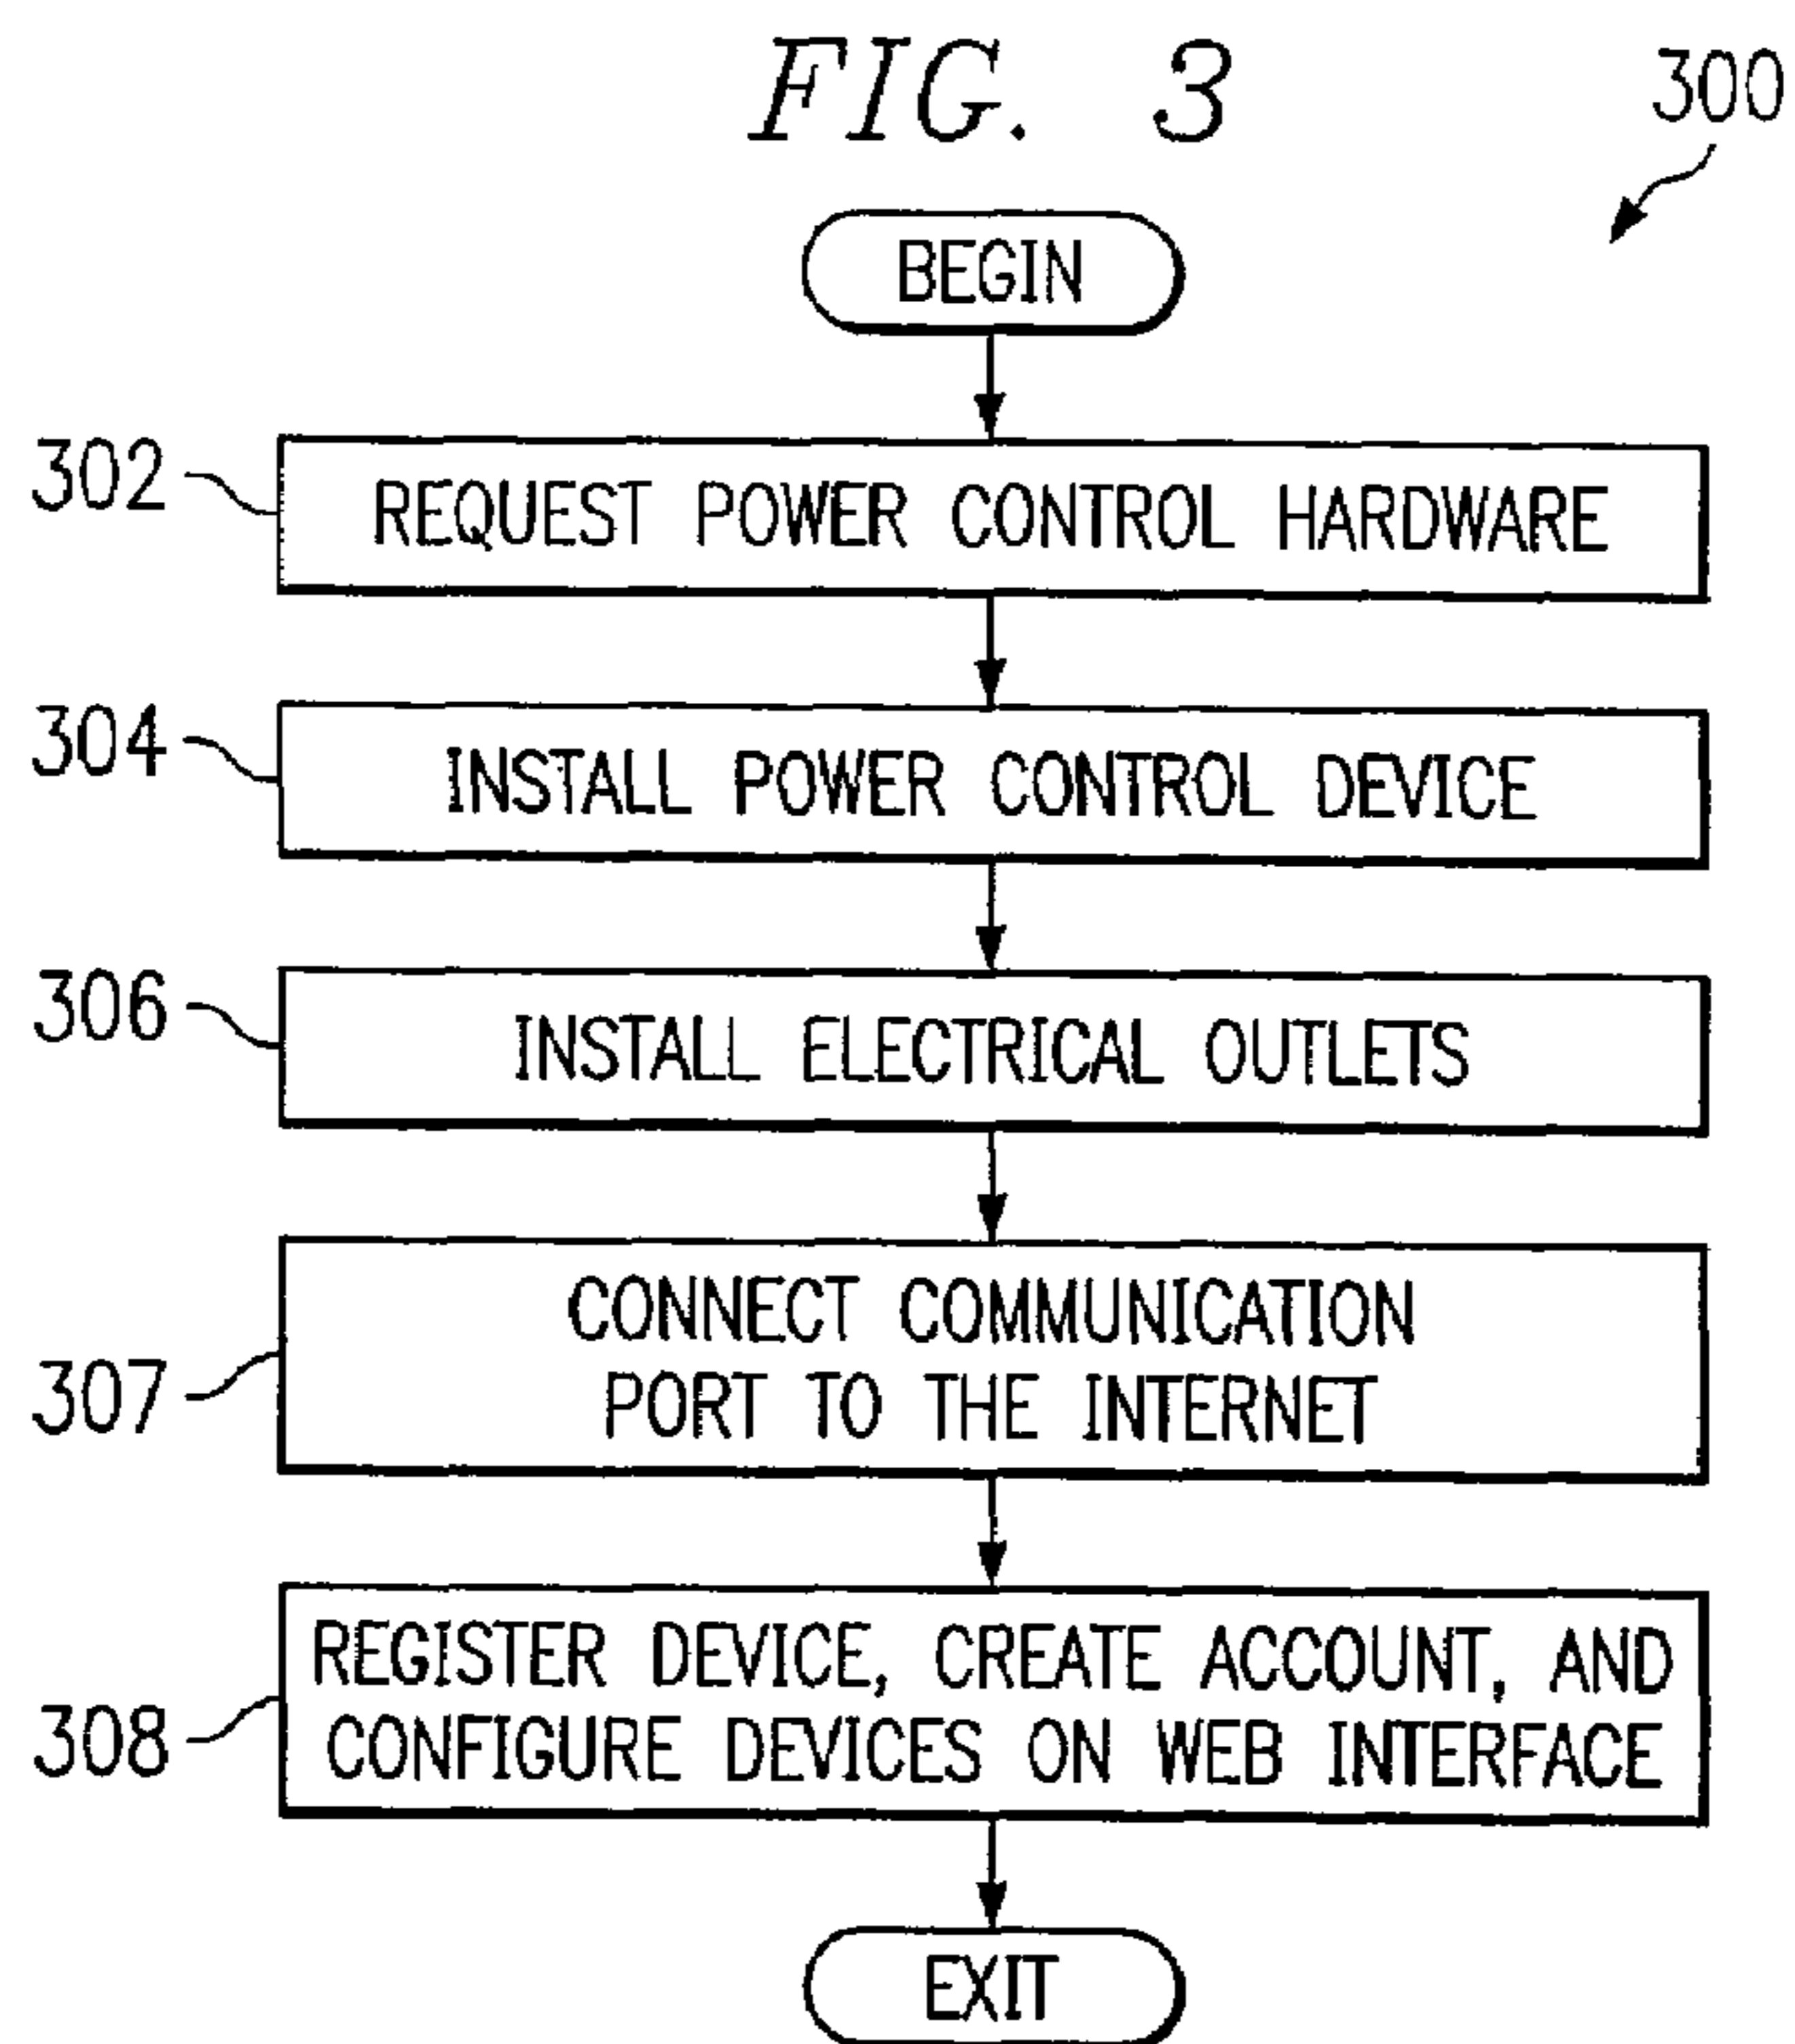 FIG. 3
300
BEGIN
302
REQUEST POWER CONTROL HARDWARE
304
INSTALL POWER CONTROL DEVICE
306
INSTALL ELECTRICAL OUTLETS
307
CONNECT COMMUNICATION
PORT TO THE INTERNET
308
REGISTER DEVICE, CREATE ACCOUNT, AND
CONFIGURE DEVICES ON WEB INTERFACE
EXIT